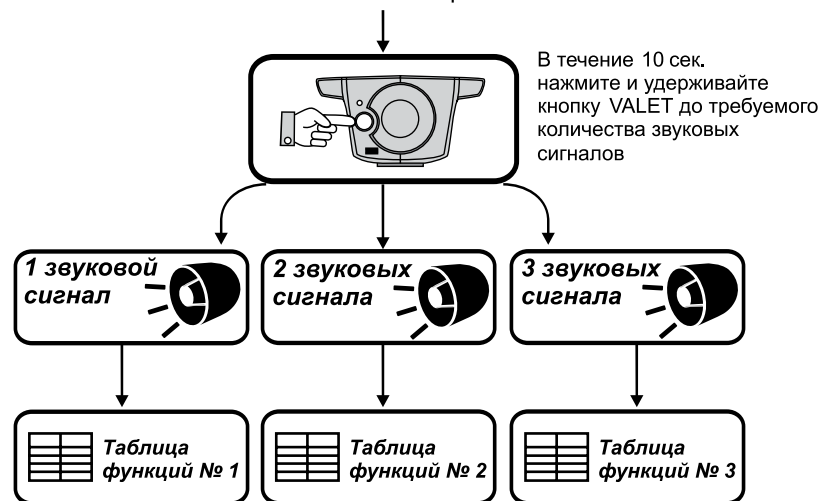 В течение 10 сек.
нажмите и удерживайте
кнопку VALET до требуемого
количества звуковых
сигналов
1 звуковой
сигнал
2 звуковых
сигнала
3 звуковых
сигнала
Таблица
функций № 1
Таблица
функций № 2
Таблица
функций № 3